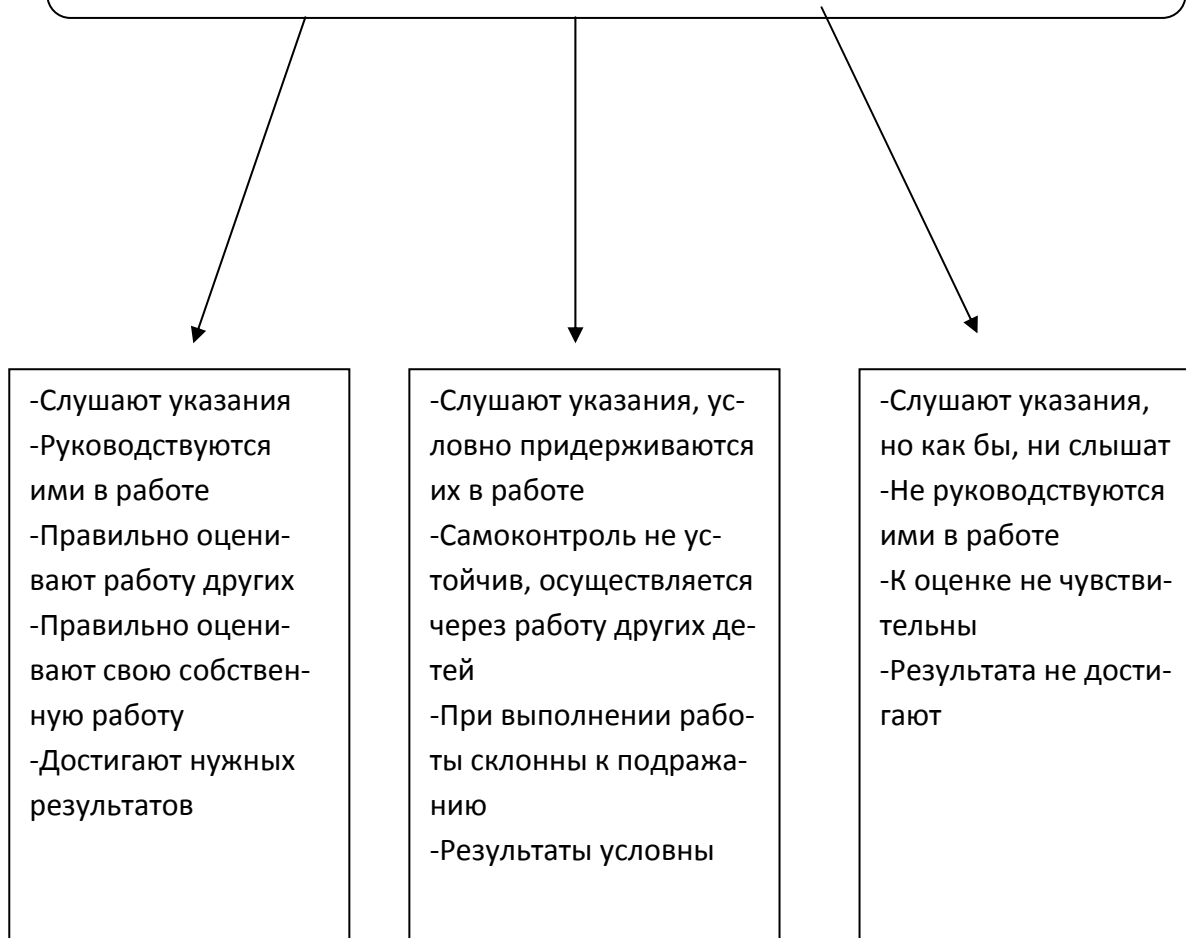 -Слушают указания
-Руководствуются
ими в работе
-Правильно оцени-
вают работу других
-Правильно оцени-
вают свою собствен-
ную работу
-Достигают нужных
результатов
-Слушают указания, ус-
ловно придерживаются
их в работе
-Самоконтроль не ус-
тойчив, осуществляется
через работу других де-
тей
-При выполнении рабо-
ты склонны к подража-
нию
-Результаты условны
-Слушают указания,
но как бы, ни слышат
-Не руководствуются
ими в работе
-К оценке не чувстви-
тельны
-Результата не дости-
гают